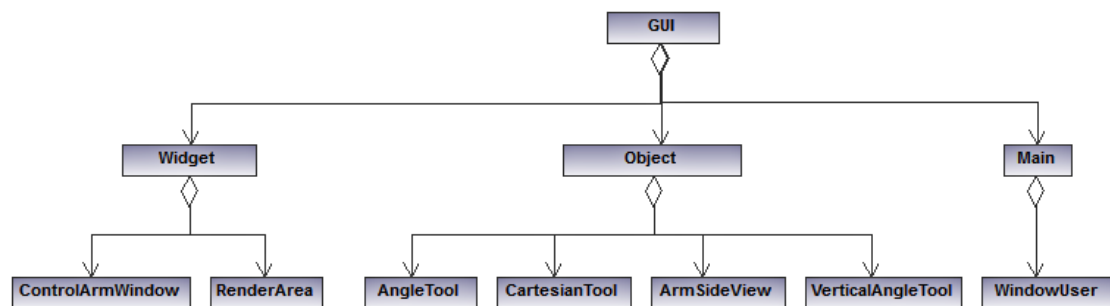 GUI
Widget
Object
Main
ControlArmWindow
RenderArea
AngleTool
CartesianTool
ArmSideView
VerticalAngleTool
WindowUser